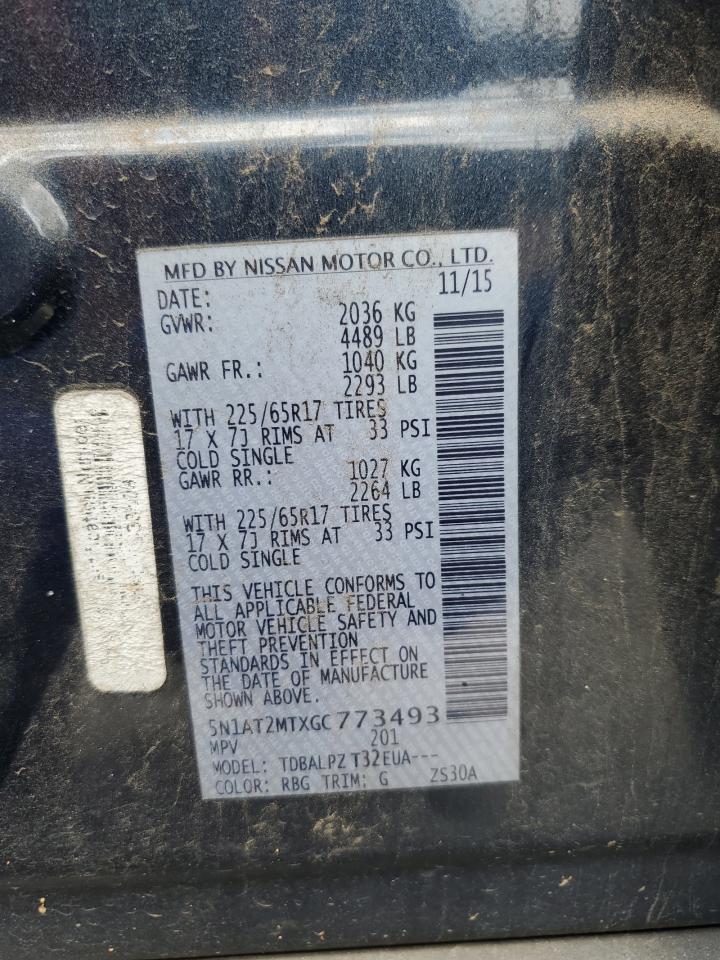 MFD BY NISSAN MOTOR CO., LTD.
DATE: 11/15
GVWR: 2036 KG
4489 LB
GAWR FR.: 1040 KG
2293 LB
WITH 225/65R17 TIRES
17 X 7J RIMS AT 33 PSI
COLD SINGLE
GAWR RR.: 1027 KG
2264 LB
WITH 225/65R17 TIRES
17 X 7J RIMS AT 33 PSI
COLD SINGLE
THIS VEHICLE CONFORMS TO
ALL APPLICABLE FEDERAL
MOTOR VEHICLE SAFETY AND
THEFT PREVENTION
STANDARDS IN EFFECT ON
THE DATE OF MANUFACTURE
SHOWN ABOVE.
5N1AT2MTXGC773493
MPV 201
MODEL: TDBALPZ T32EUA---
COLOR: RBG TRIM: G ZS30A